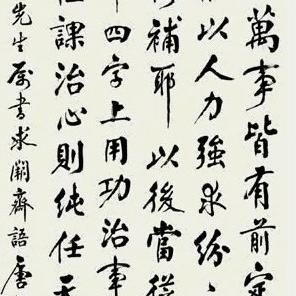 萬事皆有前定
以人力強求紛
補耶以後當從
四字上用功治事
課治心則純任天
先生屬書求闕齋語唐